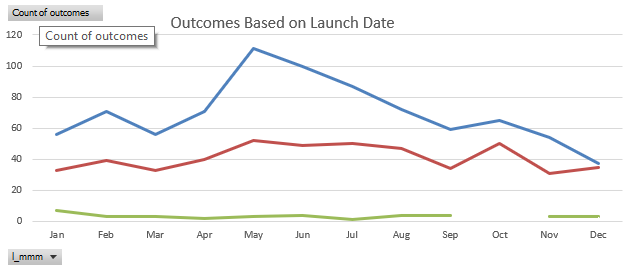 Count of outcomes
Outcomes Based on Launch Date
Count of outcomes
120
100
80
60
40
20
0
Jan Feb Mar Apr May Jun Jul Aug Sep Oct Nov Dec
l_mmm